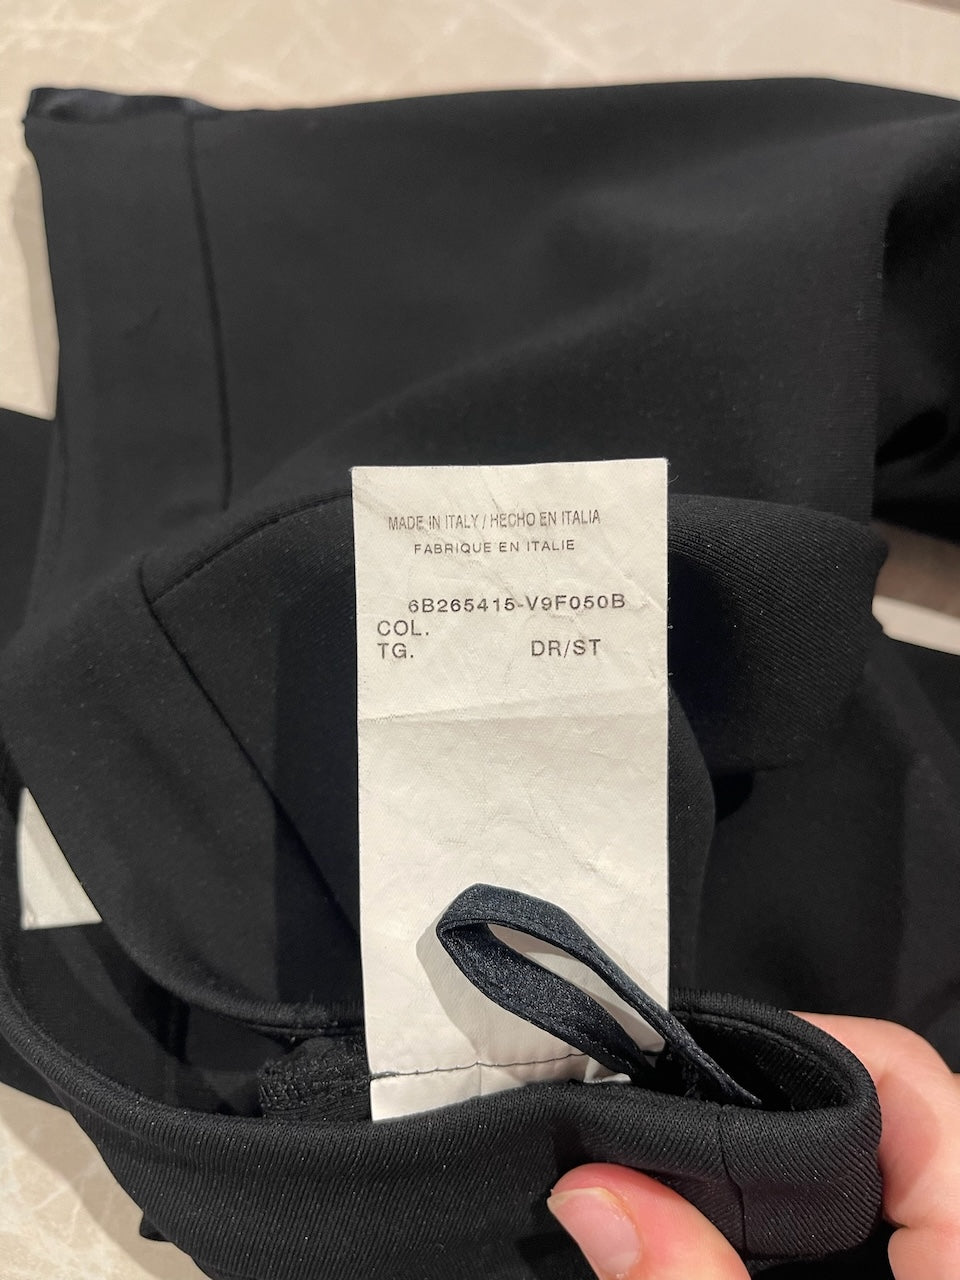 MADE IN ITALY / HECHO EN ITALIA
FABRIQUE EN ITALIE
6B265415-V9F050B
COL.
TG. DR/ST